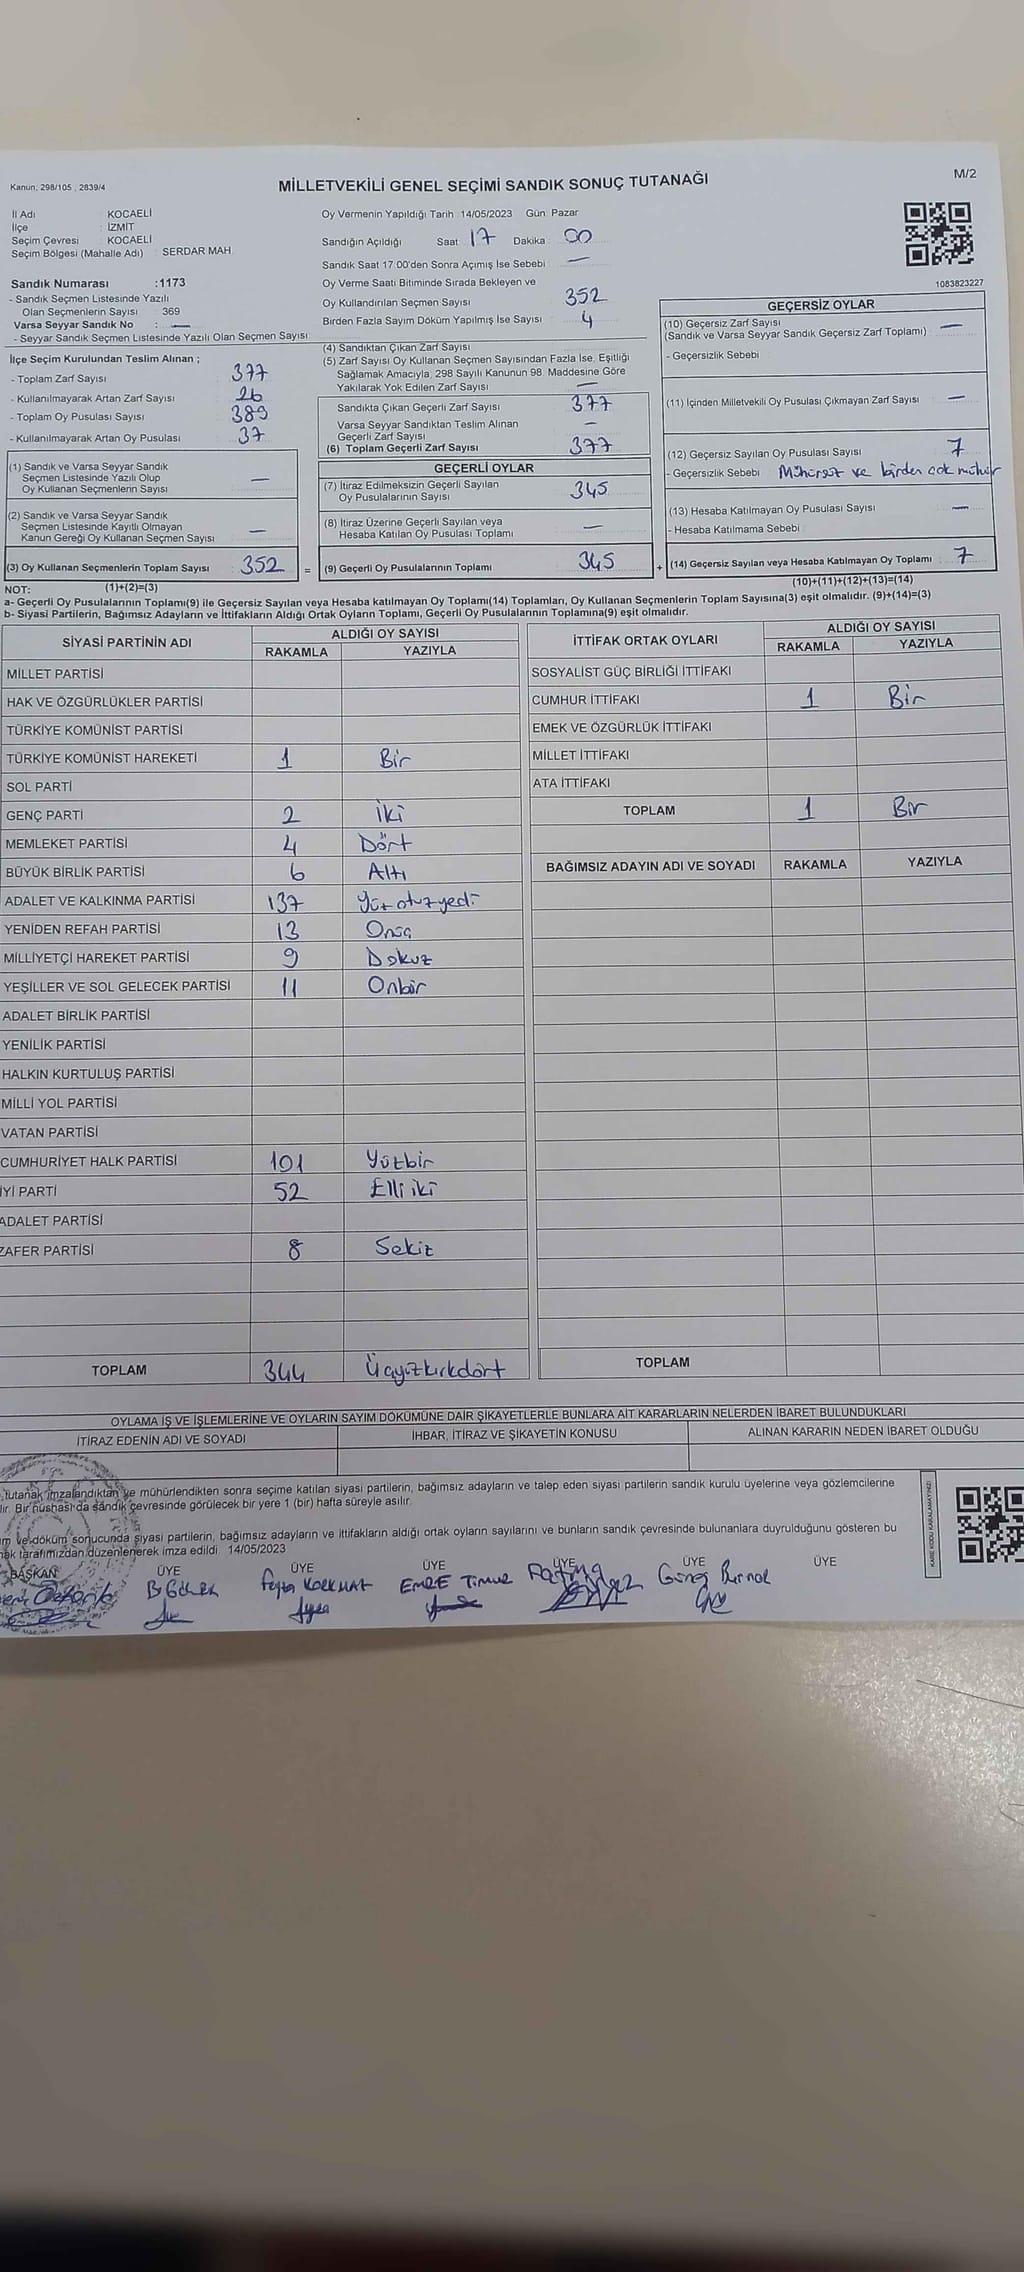 Kanun, 298/105 , 2839/4
MİLLETVEKİLİ GENEL SEÇİMİ SANDIK SONUÇ TUTANAĞI
M/2
İl Adı : KOCAELİ
İlçe : İZMİT
Seçim Çevresi : KOCAELİ
Seçim Bölgesi (Mahalle Adı) : SERDAR MAH.
Oy Vermenin Yapıldığı Tarih : 14/05/2023 Gün: Pazar
Sandığın Açıldığı Saat 17 Dakika 00
Sandık Saat 17:00'den Sonra Açımış İse Sebebi : —
Sandık Numarası :1173
- Sandık Seçmen Listesinde Yazılı
Olan Seçmenlerin Sayısı : 369
Varsa Seyyar Sandık No : —
- Seyyar Sandık Seçmen Listesinde Yazılı Olan Seçmen Sayısı:
Oy Verme Saati Bitiminde Sırada Bekleyen ve
Oy Kullandırılan Seçmen Sayısı 352
Birden Fazla Sayım Döküm Yapılmış İse Sayısı : 4
1083823227
İlçe Seçim Kurulundan Teslim Alınan ;
- Toplam Zarf Sayısı 377
- Kullanılmayarak Artan Zarf Sayısı 26
- Toplam Oy Pusulası Sayısı 389
- Kullanılmayarak Artan Oy Pusulası 37
(1) Sandık ve Varsa Seyyar Sandık
Seçmen Listesinde Yazılı Olup
Oy Kullanan Seçmenlerin Sayısı —
(2) Sandık ve Varsa Seyyar Sandık
Seçmen Listesinde Kayıtlı Olmayan
Kanun Gereği Oy Kullanan Seçmen Sayısı —
(3) Oy Kullanan Seçmenlerin Toplam Sayısı 352 =
(1)+(2)=(3)
(4) Sandıktan Çıkan Zarf Sayısı
(5) Zarf Sayısı Oy Kullanan Seçmen Sayısından Fazla İse, Eşitliği
Sağlamak Amacıyla, 298 Sayılı Kanunun 98. Maddesine Göre
Yakılarak Yok Edilen Zarf Sayısı —
Sandıkta Çıkan Geçerli Zarf Sayısı 377
Varsa Seyyar Sandıktan Teslim Alınan
Geçerli Zarf Sayısı —
(6) Toplam Geçerli Zarf Sayısı 377
GEÇERLİ OYLAR
(7) İtiraz Edilmeksizin Geçerli Sayılan
Oy Pusulalarının Sayısı 345
(8) İtiraz Üzerine Geçerli Sayılan veya
Hesaba Katılan Oy Pusulası Toplamı —
(9) Geçerli Oy Pusulalarının Toplamı 345 +
GEÇERSİZ OYLAR
(10) Geçersiz Zarf Sayısı —
(Sandık ve Varsa Seyyar Sandık Geçersiz Zarf Toplamı)
- Geçersizlik Sebebi
(11) İçinden Milletvekili Oy Pusulası Çıkmayan Zarf Sayısı —
(12) Geçersiz Sayılan Oy Pusulası Sayısı 7
- Geçersizlik Sebebi Mühürsüz ve birden çok mühür
(13) Hesaba Katılmayan Oy Pusulası Sayısı —
- Hesaba Katılmama Sebebi
(14) Geçersiz Sayılan veya Hesaba Katılmayan Oy Toplamı 7
(10)+(11)+(12)+(13)=(14)
NOT:
a- Geçerli Oy Pusulalarının Toplamı(9) ile Geçersiz Sayılan veya Hesaba katılmayan Oy Toplamı(14) Toplamları, Oy Kullanan Seçmenlerin Toplam Sayısına(3) eşit olmalıdır. (9)+(14)=(3)
b- Siyasi Partilerin, Bağımsız Adayların ve İttifakların Aldığı Oy Sayıları Ortak Oyların Toplamı, Geçerli Oy Pusulalarının Toplamına(9) eşit olmalıdır.
SİYASİ PARTİNİN ADI ALDIĞI OY SAYISI
RAKAMLA YAZIYLA
MİLLET PARTİSİ
HAK VE ÖZGÜRLÜKLER PARTİSİ
TÜRKİYE KOMÜNİST PARTİSİ
TÜRKİYE KOMÜNİST HAREKETİ 1 Bir
SOL PARTİ
GENÇ PARTİ 2 İki
MEMLEKET PARTİSİ 4 Dört
BÜYÜK BİRLİK PARTİSİ 6 Altı
ADALET VE KALKINMA PARTİSİ 137 Yüzotuzyedi
YENİDEN REFAH PARTİSİ 13
MİLLİYETÇİ HAREKET PARTİSİ 9 Dokuz
YEŞİLLER VE SOL GELECEK PARTİSİ 11 Onbir
ADALET BİRLİK PARTİSİ
YENİLİK PARTİSİ
HALKIN KURTULUŞ PARTİSİ
MİLLİ YOL PARTİSİ
VATAN PARTİSİ
CUMHURİYET HALK PARTİSİ 101 Yüzbir
İYİ PARTİ 52 Elli iki
ADALET PARTİSİ
ZAFER PARTİSİ 8 Sekiz
TOPLAM 344 Üçyüzkırkdört
İTTİFAK ORTAK OYLARI ALDIĞI OY SAYISI
RAKAMLA YAZIYLA
SOSYALİST GÜÇ BİRLİĞİ İTTİFAKI
CUMHUR İTTİFAKI 1 Bir
EMEK VE ÖZGÜRLÜK İTTİFAKI
MİLLET İTTİFAKI
ATA İTTİFAKI
TOPLAM 1 Bir
BAĞIMSIZ ADAYIN ADI VE SOYADI RAKAMLA YAZIYLA
TOPLAM
OYLAMA İŞ VE İŞLEMLERİNE VE OYLARIN SAYIM DÖKÜMÜNE DAİR ŞİKAYETLERLE BUNLARA AİT KARARLARIN NELERDEN İBARET BULUNDUKLARI
İTİRAZ EDENİN ADI VE SOYADI İHBAR, İTİRAZ VE ŞİKAYETİN KONUSU ALINAN KARARIN NEDEN İBARET OLDUĞU
tutanak imzalandıktan ve mühürlendikten sonra seçime katılan siyasi partilerin, bağımsız adayların ve talep eden siyasi partilerin sandık kurulu üyelerine veya gözlemcilerine
lir. Bir nüshası da sandık çevresinde görülecek bir yere 1 (bir) hafta süreyle asılır.
m ve döküm sonucunda siyasi partilerin, bağımsız adayların ve ittifakların aldığı ortak oyların sayılarını ve bunların sandık çevresinde bulunanlara duyrulduğunu gösteren bu
nak tarafımızdan düzenlenerek imza edildi. 14/05/2023
KARE KODU KARALAMAYINIZ!
BAŞKAN ÜYE ÜYE ÜYE ÜYE ÜYE ÜYE
KORKMAZ EMRE TİMUR